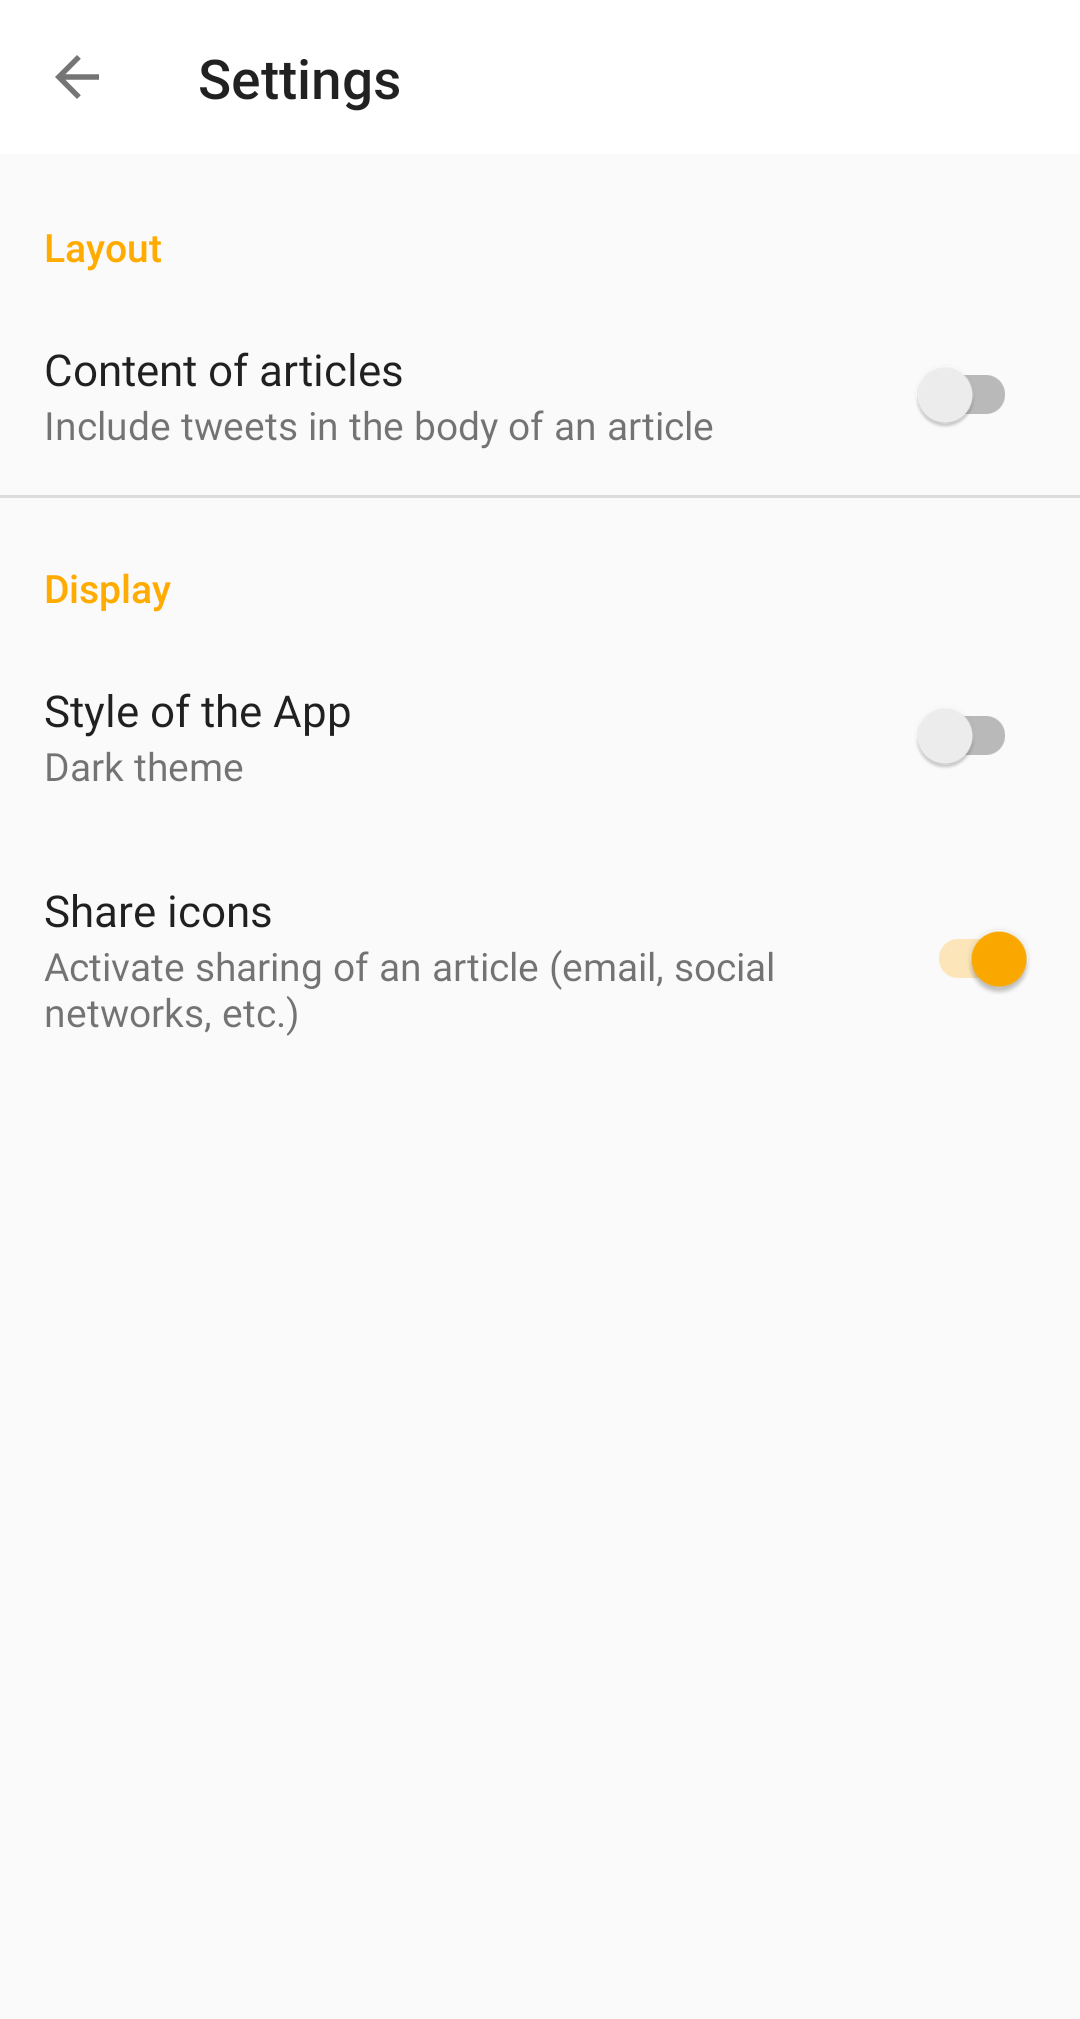 Settings
Layout
Content of articles
Include tweets in the body of an article
Display
Style of the App
Dark theme
Share icons
Activate sharing of an article (email, social
networks, etc.)